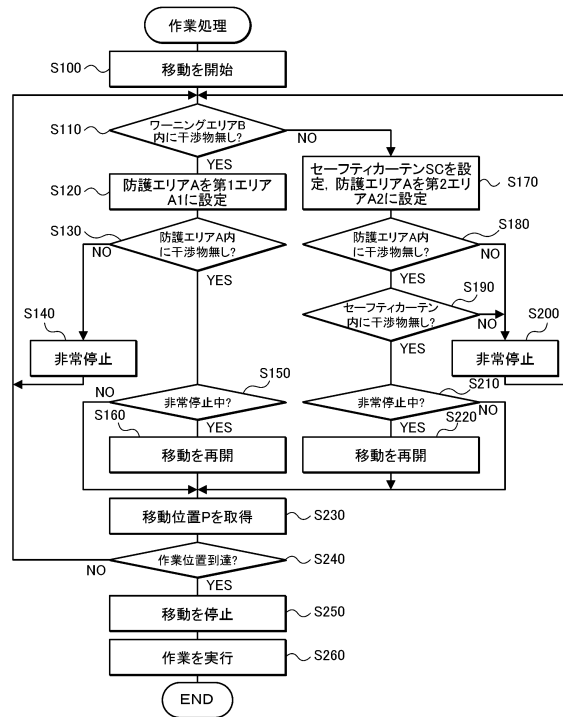 作業処理
S100
移動を開始
S110
ワーニングエリアB
内に干渉物無し?
NO
YES
S120
防護エリアAを第1エリア
A1に設定
セーフティカーテンSCを設
定，防護エリアAを第2エリ
アA2に設定
S170
S130
防護エリアA内
に干渉物無し?
NO
YES
S180
防護エリアA内
に干渉物無し?
NO
YES
S190
セーフティカーテン
内に干渉物無し?
NO
YES
S140
非常停止
S200
非常停止
S150
非常停止中?
NO
YES
S210
非常停止中?
NO
YES
S160
移動を再開
S220
移動を再開
移動位置Pを取得
S230
作業位置到達?
S240
NO
YES
移動を停止
S250
作業を実行
S260
END